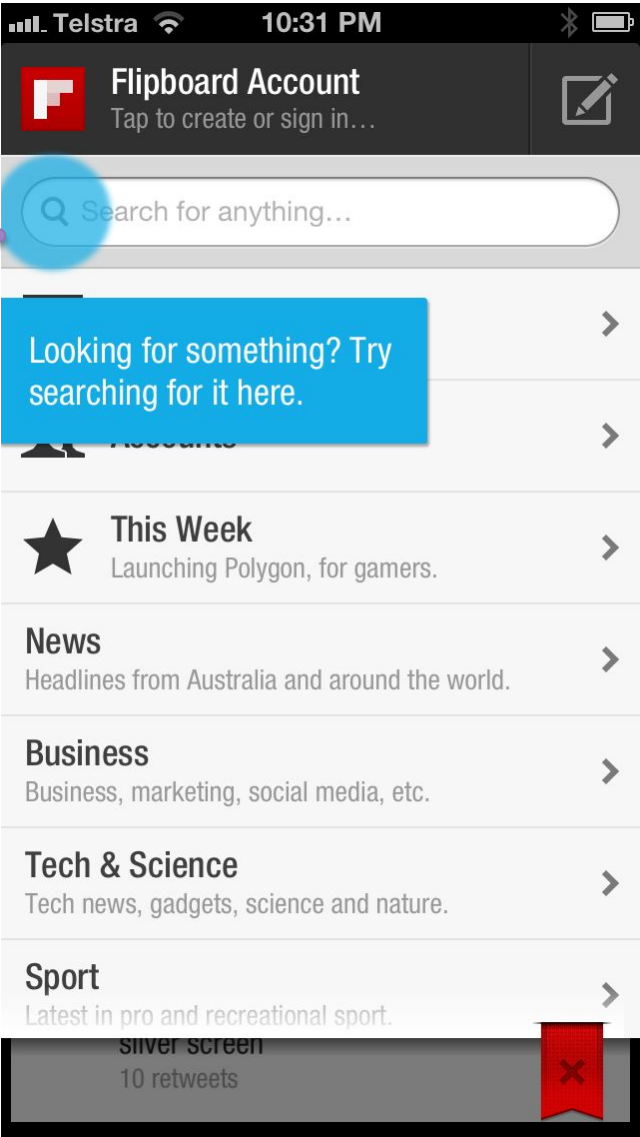 Telstra 10:31 PM
Flipboard Account
Tap to create or sign in...
Search for anything...
Looking for something? Try
searching for it here.
Accounts
This Week
Launching Polygon, for gamers.
News
Headlines from Australia and around the world.
Business
Business, marketing, social media, etc.
Tech & Science
Tech news, gadgets, science and nature.
Sport
Latest in pro and recreational sport.
silver screen
10 retweets